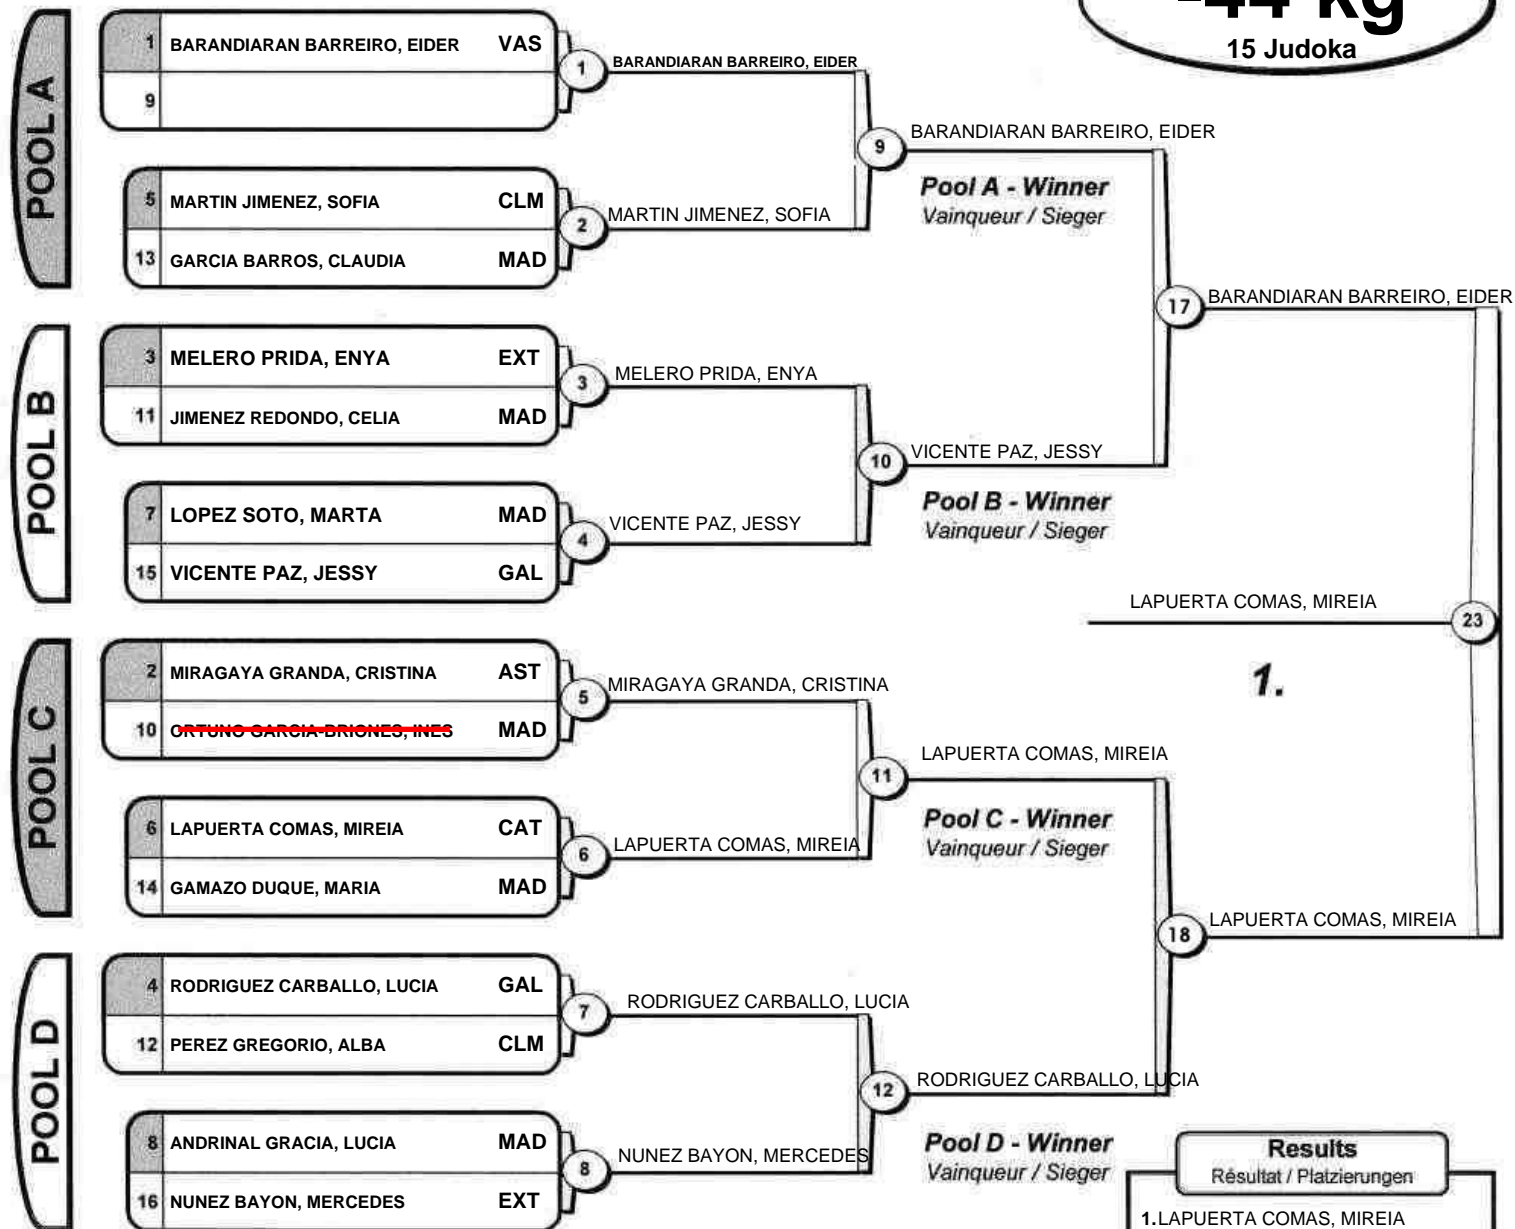 -44 kg
15 Judoka
POOL A
1 BARANDIARAN BARREIRO, EIDER VAS
9
1 BARANDIARAN BARREIRO, EIDER
5 MARTIN JIMENEZ, SOFIA CLM
13 GARCIA BARROS, CLAUDIA MAD
2 MARTIN JIMENEZ, SOFIA
9 BARANDIARAN BARREIRO, EIDER
Pool A - Winner
Vainqueur / Sieger
POOL B
3 MELERO PRIDA, ENYA EXT
11 JIMENEZ REDONDO, CELIA MAD
3 MELERO PRIDA, ENYA
7 LOPEZ SOTO, MARTA MAD
15 VICENTE PAZ, JESSY GAL
4 VICENTE PAZ, JESSY
10 VICENTE PAZ, JESSY
Pool B - Winner
Vainqueur / Sieger
17 BARANDIARAN BARREIRO, EIDER
POOL C
2 MIRAGAYA GRANDA, CRISTINA AST
10 ORTUNO GARCIA-BRIONES, INES MAD
5 MIRAGAYA GRANDA, CRISTINA
6 LAPUERTA COMAS, MIREIA CAT
14 GAMAZO DUQUE, MARIA MAD
6 LAPUERTA COMAS, MIREIA
11 LAPUERTA COMAS, MIREIA
Pool C - Winner
Vainqueur / Sieger
POOL D
4 RODRIGUEZ CARBALLO, LUCIA GAL
12 PEREZ GREGORIO, ALBA CLM
7 RODRIGUEZ CARBALLO, LUCIA
8 ANDRINAL GRACIA, LUCIA MAD
16 NUNEZ BAYON, MERCEDES EXT
8 NUNEZ BAYON, MERCEDES
12 RODRIGUEZ CARBALLO, LUCIA
Pool D - Winner
Vainqueur / Sieger
18 LAPUERTA COMAS, MIREIA
LAPUERTA COMAS, MIREIA 23
1.
Results
Résultat / Platzierungen
1.LAPUERTA COMAS, MIREIA